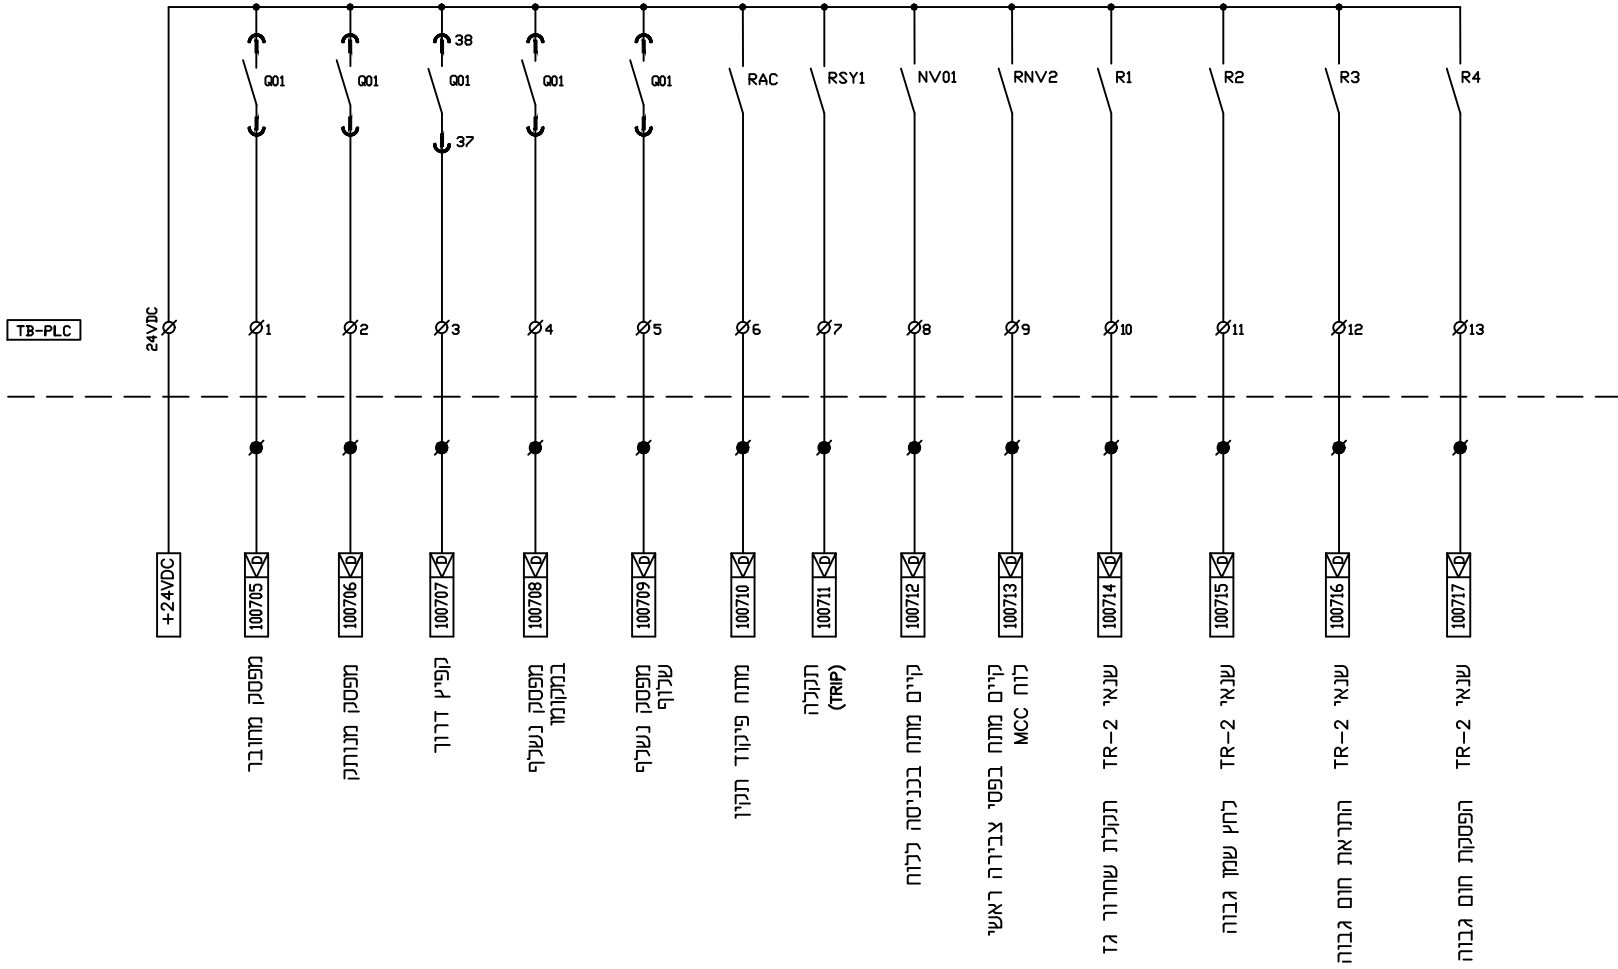 38
Q01
Q01
Q01
Q01
Q01
RAC
RSY1
NV01
RNV2
R1
R2
R3
R4
37
TB-PLC
24VDC
1
2
3
4
5
6
7
8
9
10
11
12
13
+24VDC
100705
D
100706
D
100707
D
100708
D
100709
D
100710
D
100711
D
100712
D
100713
D
100714
D
100715
D
100716
D
100717
D
מפסק מחובר
מפסק מנותק
קפיץ דרוך
מפסק נשלף
במקומו
מפסק נשלף
שלוף
מתח פיקוד תקין
תקלה
(TRIP)
קיים מתח בכניסה ללוח
קיים מתח בפסי צבירה ראשי
לוח MCC
שנאי TR-2 תקלת שחרור גז
שנאי TR-2 לחץ שמן גבוה
שנאי TR-2 התראת חום גבוה
שנאי TR-2 הפסקת חום גבוה